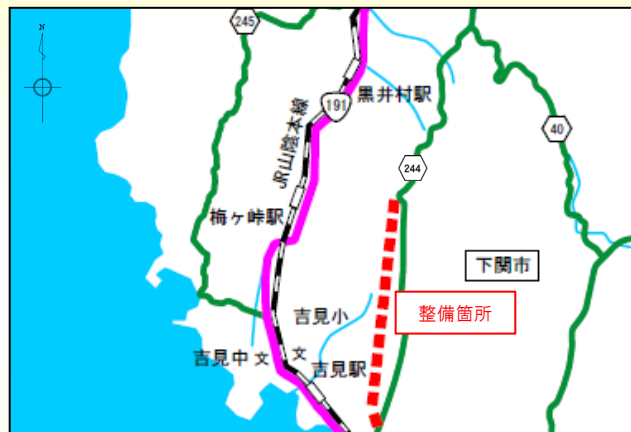 N
245
黒井村駅
191
JR山陰本線
40
244
梅ヶ峠駅
下関市
整備箇所
吉見小
吉見中 文 文
吉見駅